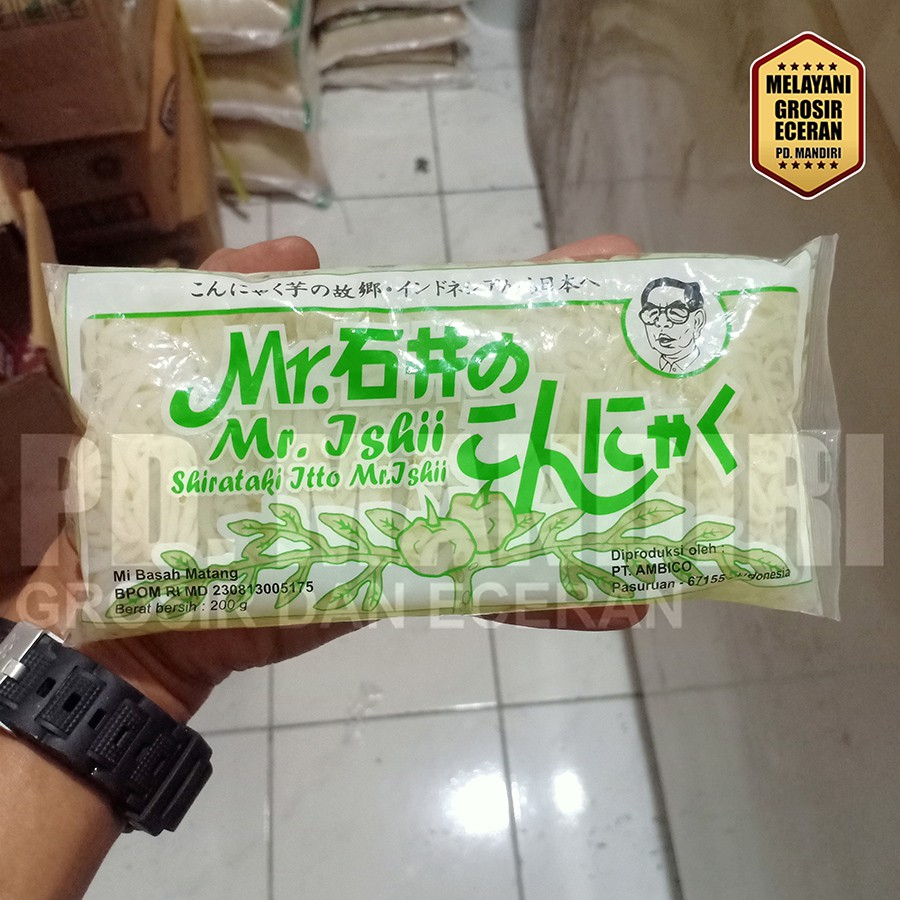 MELAYANI
GROSIR
ECERAN
PD. MANDIRI
こんにゃく芋の故郷・インドネシアから日本へ
Mr.石井の
こんにゃく
Mr. Ishii
Shirataki Itto Mr.Ishii
PD. MANDIRI
GROSIR DAN ECERAN
Mi Basah Matang
BPOM RI MD 230813005175
Berat bersih : 200 g
Diproduksi oleh :
PT. AMBICO
Pasuruan - 67155 - Indonesia